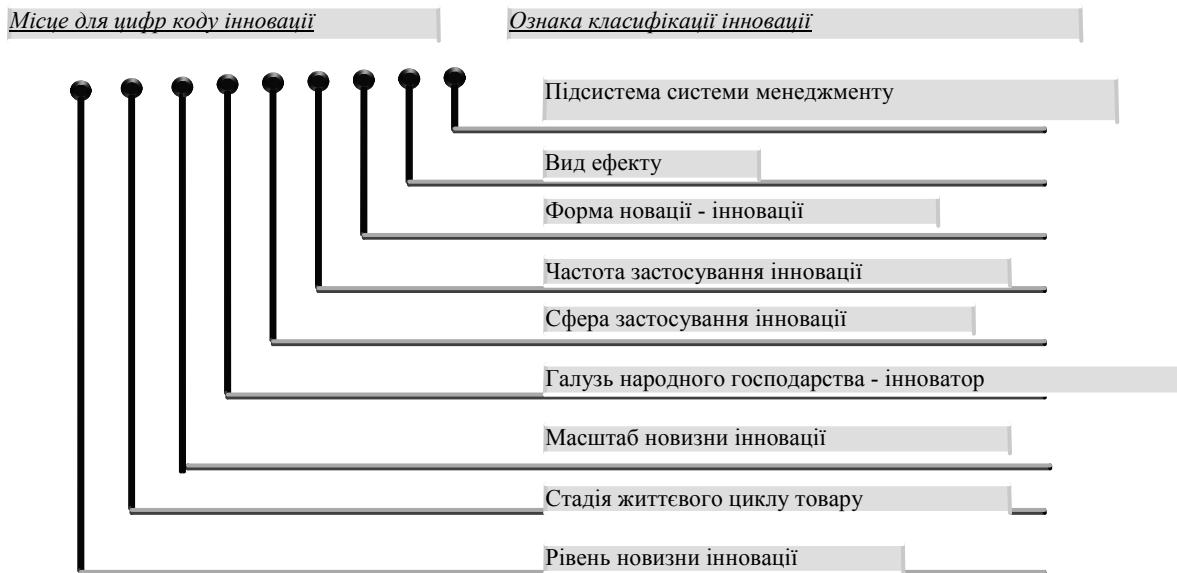 Місце для цифр коду інновації
Ознака класифікації інновації
Підсистема системи менеджменту
Вид ефекту
Форма новації - інновації
Частота застосування інновації
Сфера застосування інновації
Галузь народного господарства - інноватор
Масштаб новизни інновації
Стадія життєвого циклу товару
Рівень новизни інновації